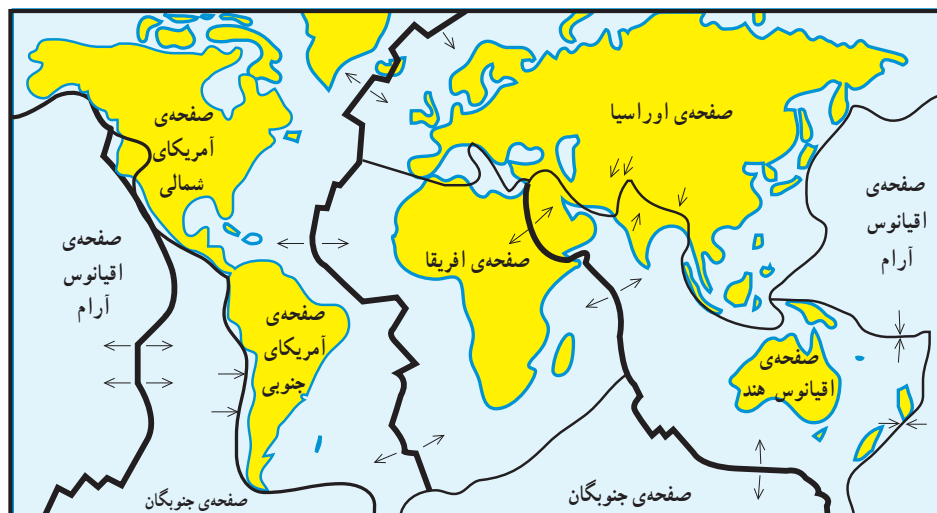 صفحه‌ی
آمریکای
شمالی
صفحه‌ی اوراسیا
صفحه‌ی
اقیانوس
آرام
صفحه‌ی
اقیانوس
آرام
صفحه‌ی افریقا
صفحه‌ی
آمریکای
جنوبی
صفحه‌ی
اقیانوس هند
صفحه‌ی جنوبگان
صفحه‌ی جنوبگان